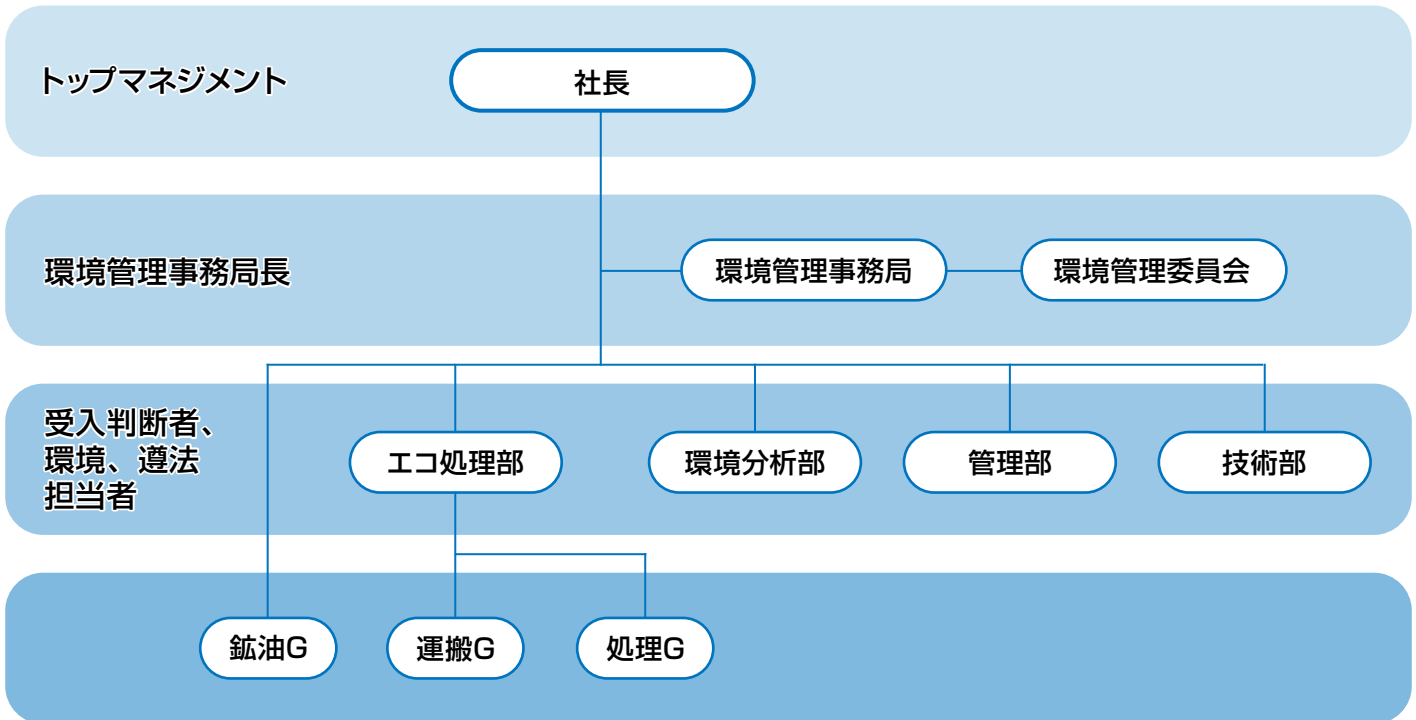 トップマネジメント
社長
環境管理事務局長
環境管理事務局
環境管理委員会
受入判断者、
環境、遵法
担当者
エコ処理部
環境分析部
管理部
技術部
鉱油G
運搬G
処理G